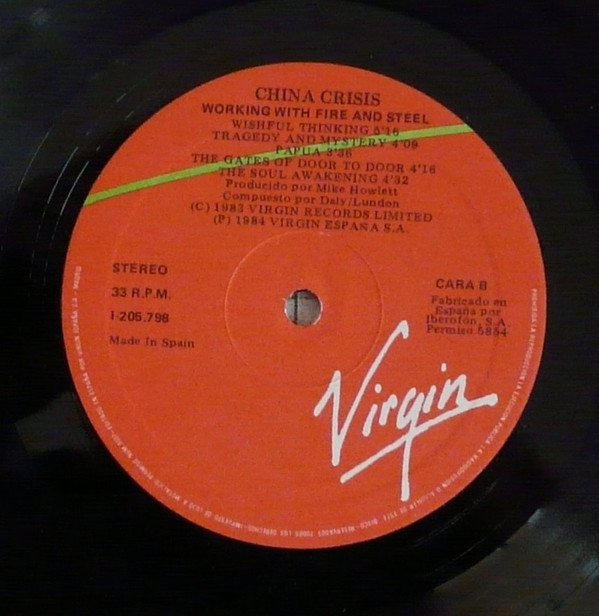 CHINA CRISIS
WORKING WITH FIRE AND STEEL
WISHFUL THINKING 5'16
TRAGEDY AND MYSTERY 4'09
PAPUA 3'36
THE GATES OF DOOR TO DOOR 4'16
THE SOUL AWAKENING 4'32
Producido por Mike Howlett
Compuesto por Daly/Lundon
(C) 1983 VIRGIN RECORDS LIMITED
(P) 1984 VIRGIN ESPAÑA S.A.
STEREO
33 R.P.M.
I-205.798
Made In Spain
CARA B
Fabricado en
España por
Iberofon, S.A.
Permiso 5854
Virgin